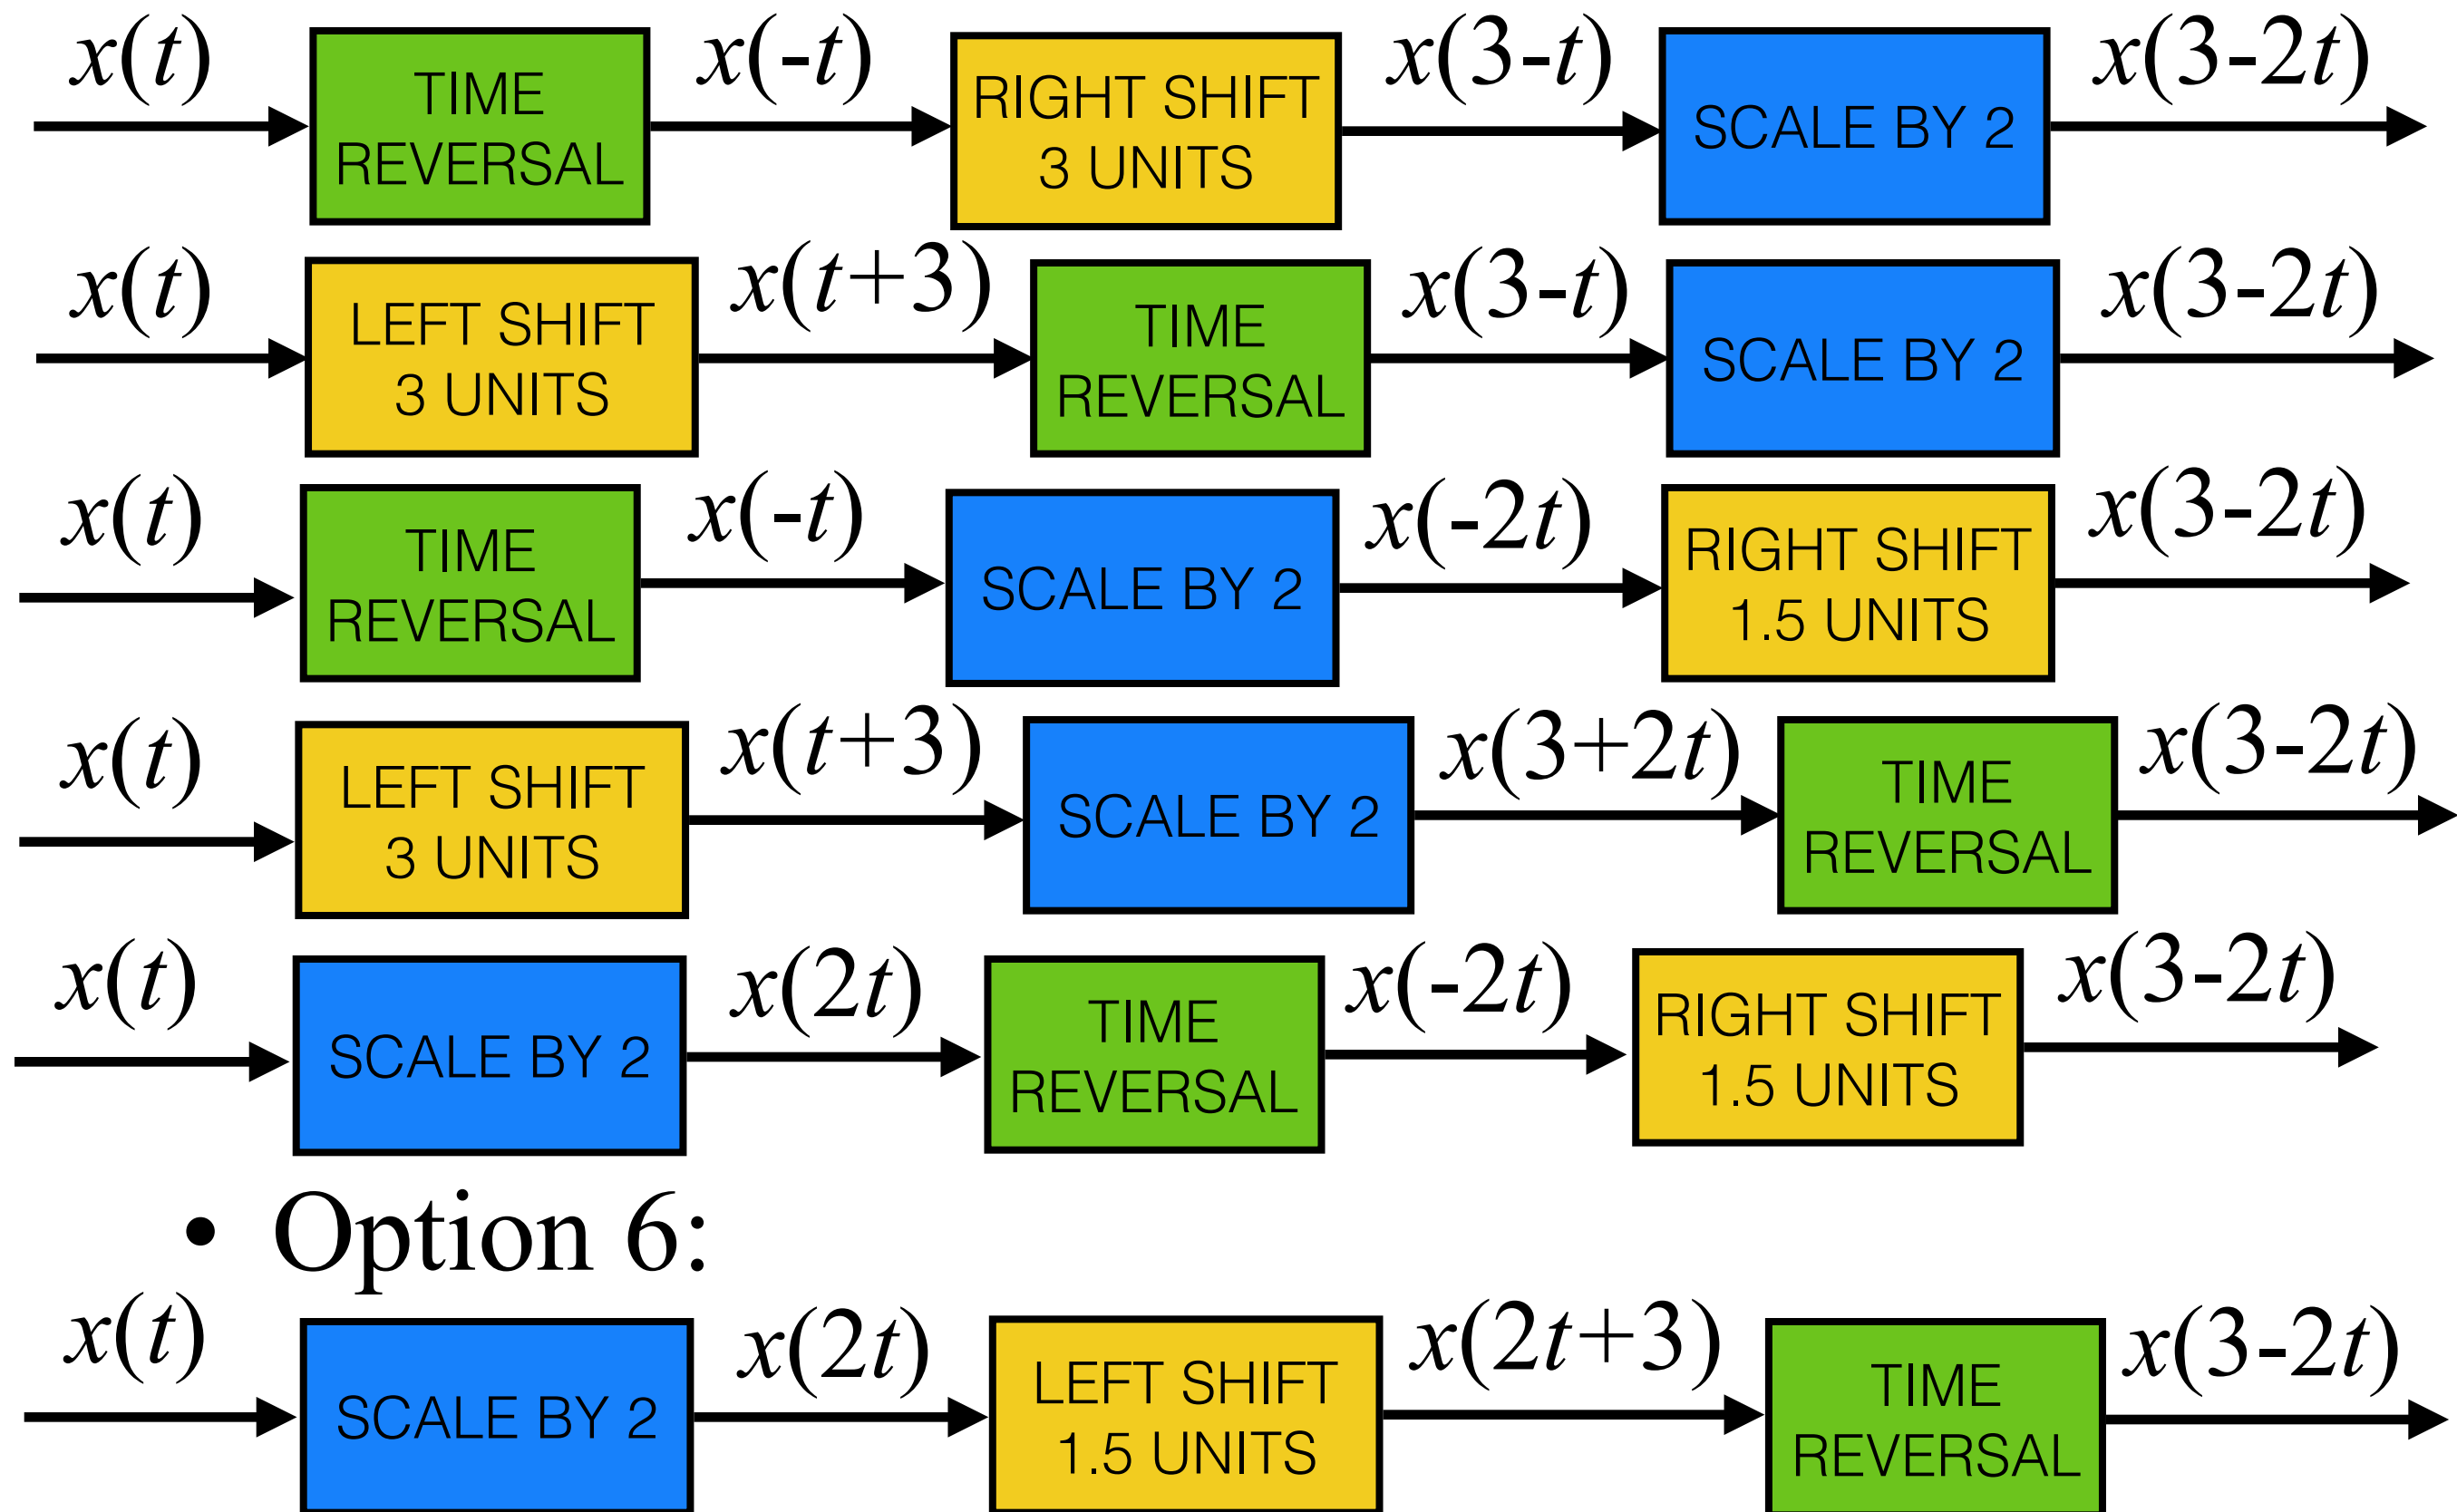 x(t) TIME REVERSAL x(-t) RIGHT SHIFT 3 UNITS x(3-t) SCALE BY 2 x(3-2t)
x(t) LEFT SHIFT 3 UNITS x(t+3) TIME REVERSAL x(3-t) SCALE BY 2 x(3-2t)
x(t) TIME REVERSAL x(-t) SCALE BY 2 x(-2t) RIGHT SHIFT 1.5 UNITS x(3-2t)
x(t) LEFT SHIFT 3 UNITS x(t+3) SCALE BY 2 x(3+2t) TIME REVERSAL x(3-2t)
x(t) SCALE BY 2 x(2t) TIME REVERSAL x(-2t) RIGHT SHIFT 1.5 UNITS x(3-2t)
• Option 6:
x(t) SCALE BY 2 x(2t) LEFT SHIFT 1.5 UNITS x(2t+3) TIME REVERSAL x(3-2t)